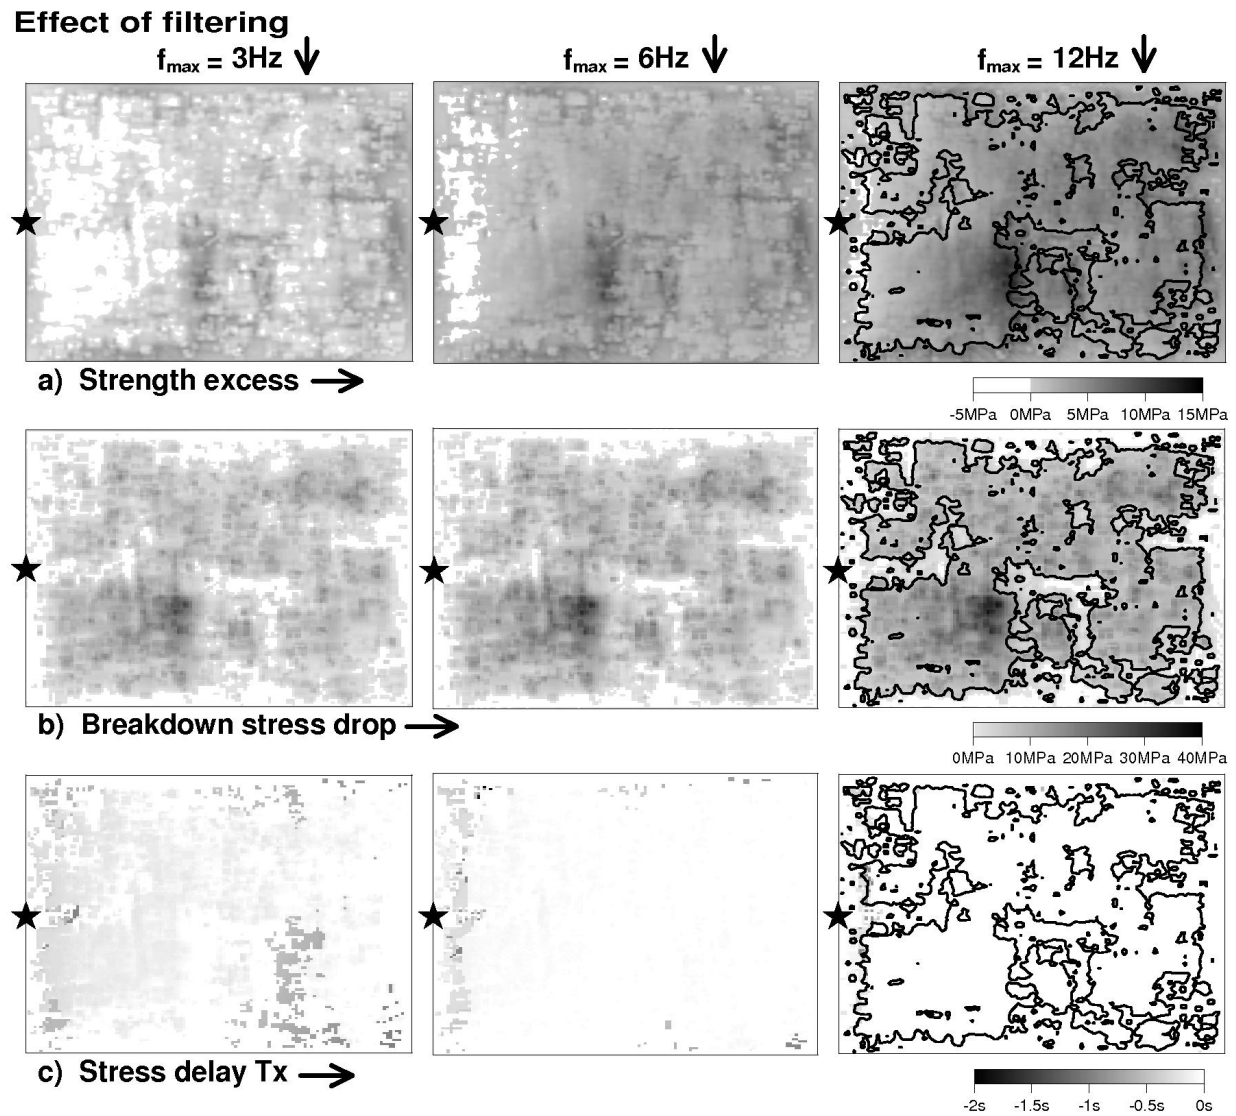 Effect of filtering
fmax = 3Hz fmax = 6Hz fmax = 12Hz
a) Strength excess
-5MPa 0MPa 5MPa 10MPa 15MPa
b) Breakdown stress drop
0MPa 10MPa 20MPa 30MPa 40MPa
c) Stress delay Tx
-2s -1.5s -1s -0.5s 0s